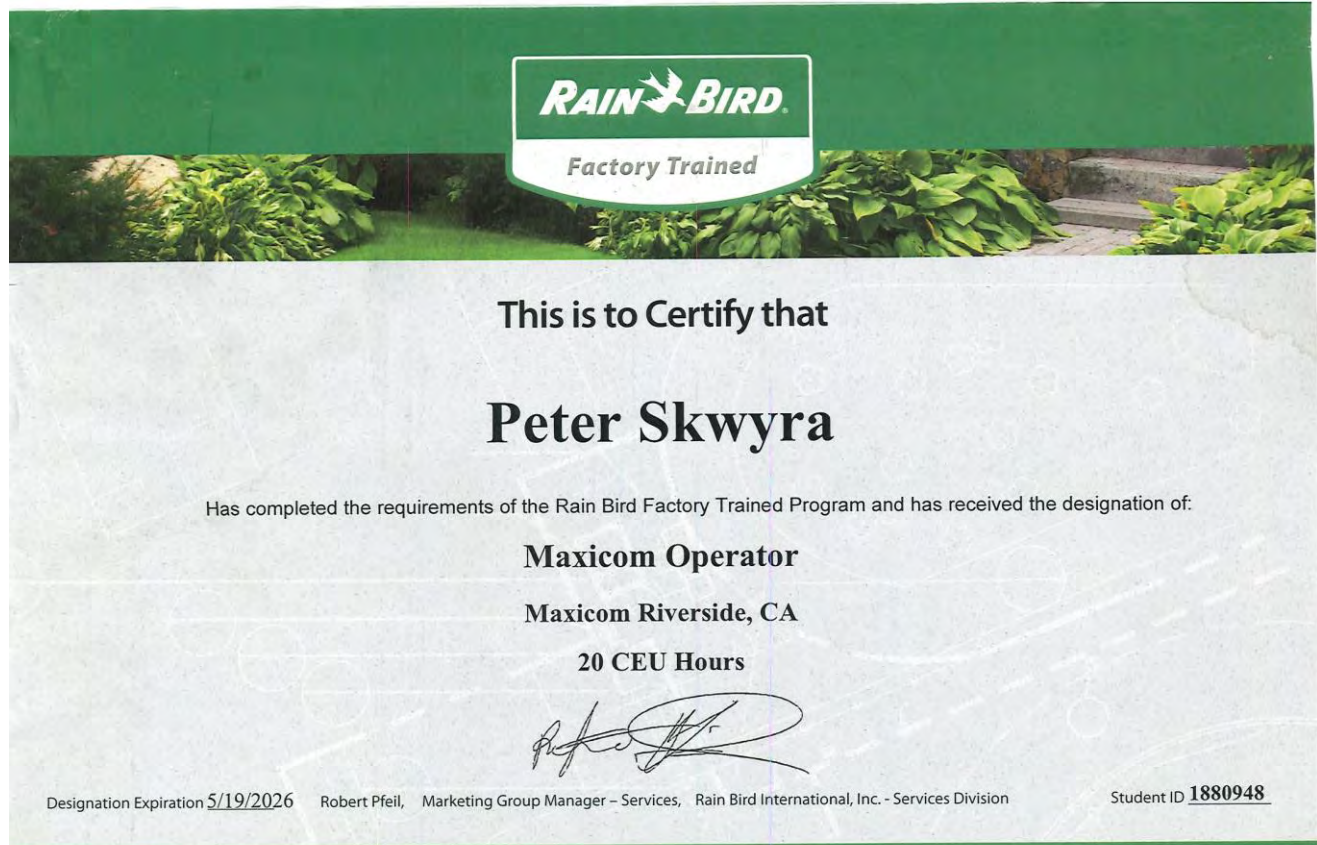 RAIN BIRD.
Factory Trained
This is to Certify that
Peter Skwyra
Has completed the requirements of the Rain Bird Factory Trained Program and has received the designation of:
Maxicom Operator
Maxicom Riverside, CA
20 CEU Hours
Designation Expiration 5/19/2026 Robert Pfeil, Marketing Group Manager – Services, Rain Bird International, Inc. - Services Division Student ID 1880948